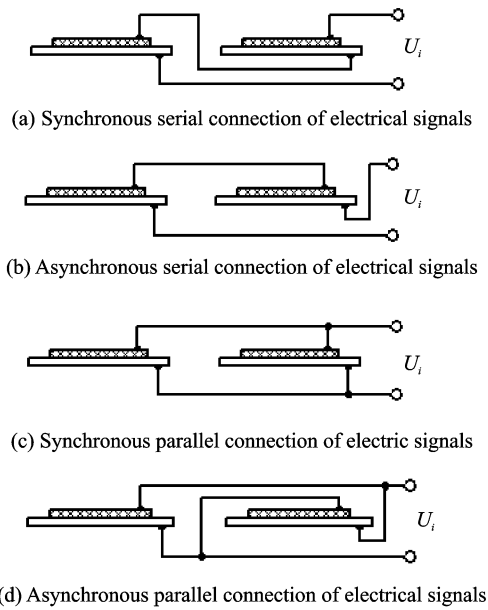 U_i
(a) Synchronous serial connection of electrical signals
U_i
(b) Asynchronous serial connection of electrical signals
U_i
(c) Synchronous parallel connection of electric signals
U_i
(d) Asynchronous parallel connection of electrical signals